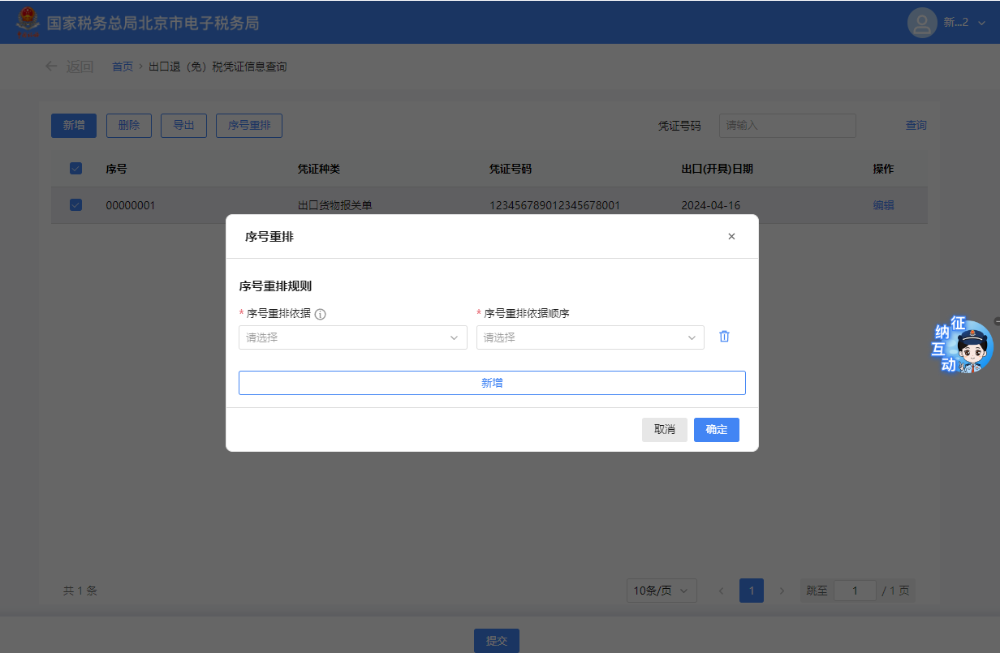 国家税务总局北京市电子税务局
新...2
返回 首页 › 出口退（免）税凭证信息查询
新增 删除 导出 序号重排 凭证号码 请输入 查询
序号 凭证种类 凭证号码 出口(开具)日期 操作
00000001 出口货物报关单 123456789012345678001 2024-04-16 编辑
序号重排 ×
序号重排规则
* 序号重排依据 * 序号重排依据顺序
请选择 请选择
新增
取消 确定
征纳互动
共 1 条 10条/页 1 跳至 1 / 1 页
提交